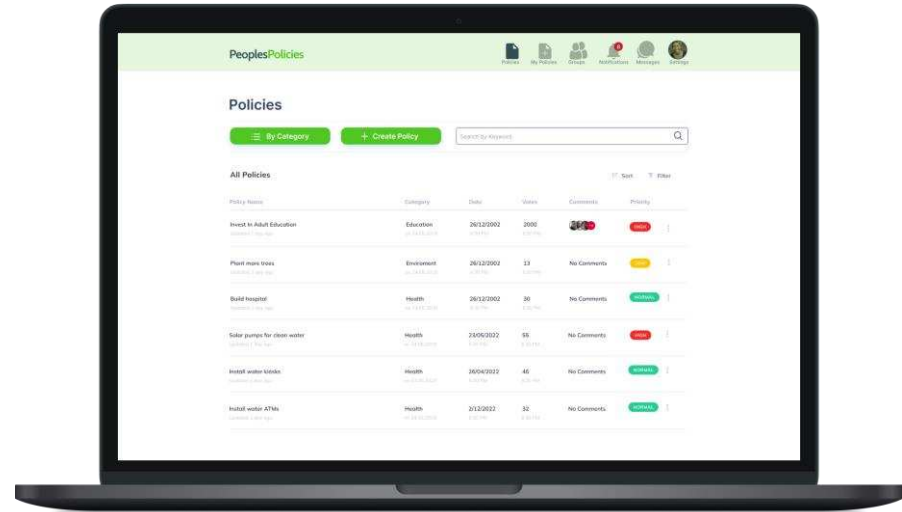 PeoplesPolicies
Policies My Policies Groups Notifications Messages Settings
Policies
By Category + Create Policy Search by Keyword
All Policies Sort Filter
Policy Name Category Date Votes Comments Priority
Invest In Adult Education Education 26/12/2002 2000 HIGH
Plant more trees Enviroment 26/12/2002 13 No Comments
Build hospital Health 26/12/2002 30 No Comments NORMAL
Solar pumps for clean water Health 23/05/2022 55 No Comments HIGH
Install water kiosks Health 26/04/2022 46 No Comments NORMAL
Install water ATMs Health 2/12/2022 32 No Comments NORMAL